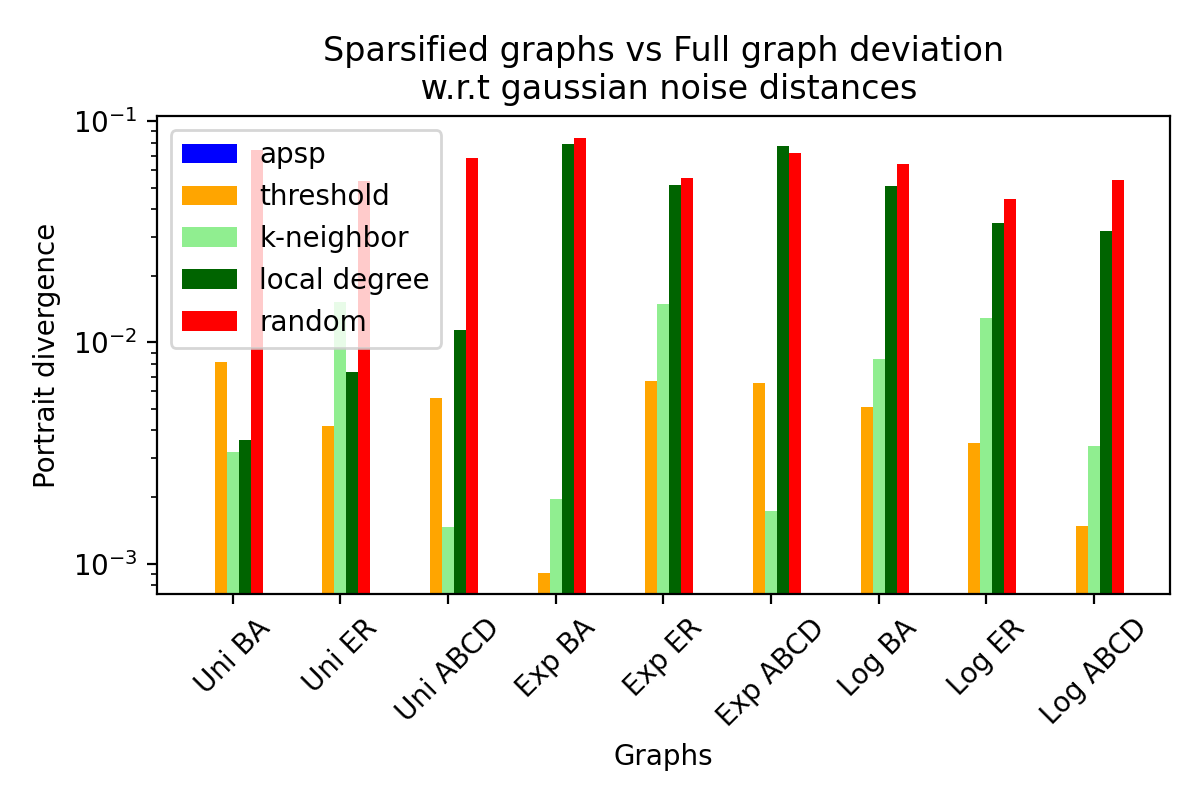 Sparsified graphs vs Full graph deviation
w.r.t gaussian noise distances
10⁻¹
10⁻²
10⁻³
Portrait divergence
apsp
threshold
k-neighbor
local degree
random
Uni BA
Uni ER
Uni ABCD
Exp BA
Exp ER
Exp ABCD
Log BA
Log ER
Log ABCD
Graphs